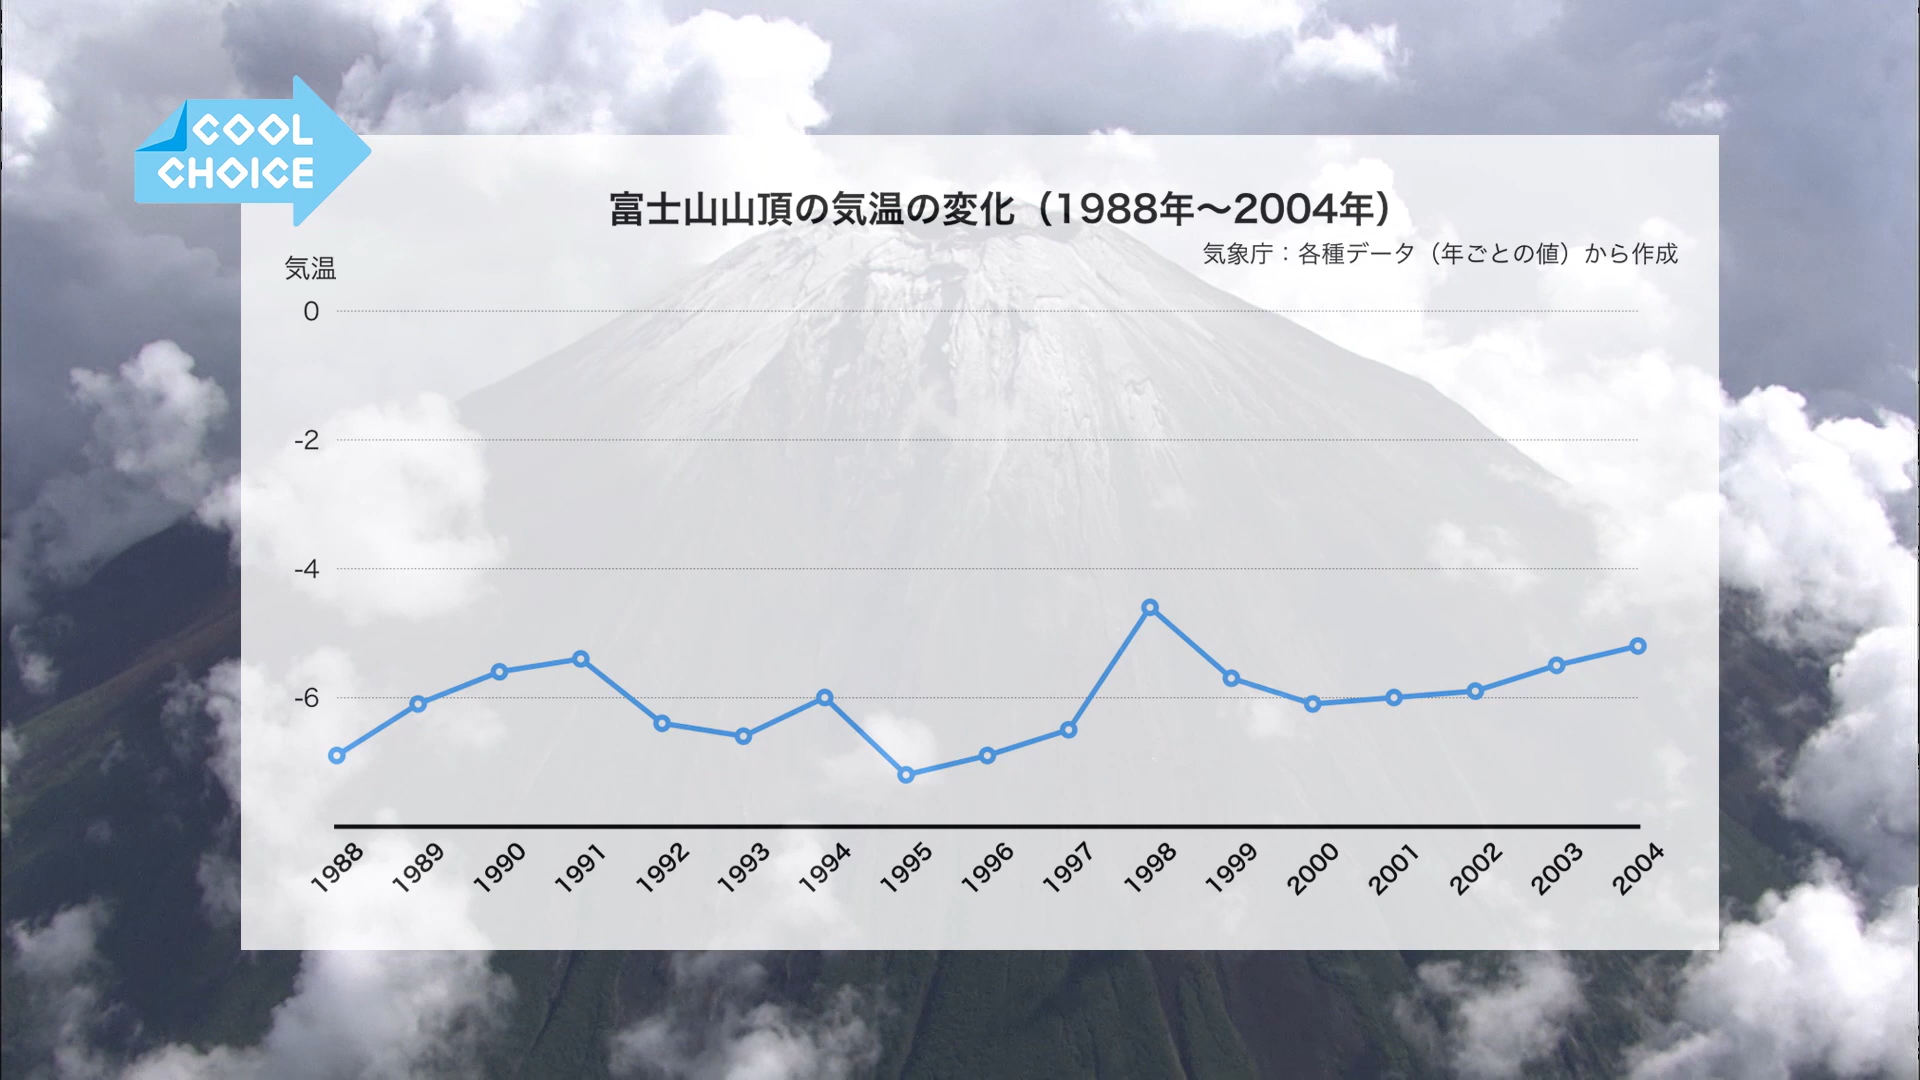 COOL
CHOICE
富士山山頂の気温の変化（1988年〜2004年）
気象庁：各種データ（年ごとの値）から作成
気温
0
-2
-4
-6
1988 1989 1990 1991 1992 1993 1994 1995 1996 1997 1998 1999 2000 2001 2002 2003 2004